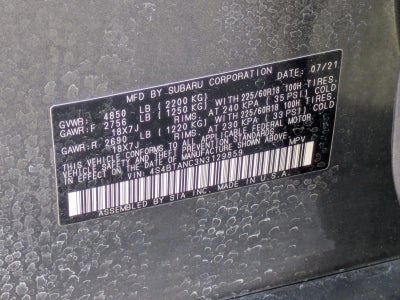 MFD BY SUBARU CORPORATION DATE: 07/21
GVWR: 4850 LB (2200 KG)
GAWR:F 2756 LB (1250 KG) WITH 225/60R18 100H TIRES,
18X7J RIMS, AT 240 KPA (35 PSI) COLD
GAWR:R 2690 LB (1220 KG) WITH 225/60R18 100H TIRES,
18X7J RIMS, AT 230 KPA (33 PSI) COLD
THIS VEHICLE CONFORMS TO ALL APPLICABLE FEDERAL MOTOR
VEHICLE SAFETY AND THEFT PREVENTION STANDARDS
IN EFFECT ON THE DATE OF MANUFACTURE SHOWN ABOVE.
VIN: 4S4BTANC3N3129859 MPV
ASSEMBLED BY SIA INC. MADE IN U.S.A.